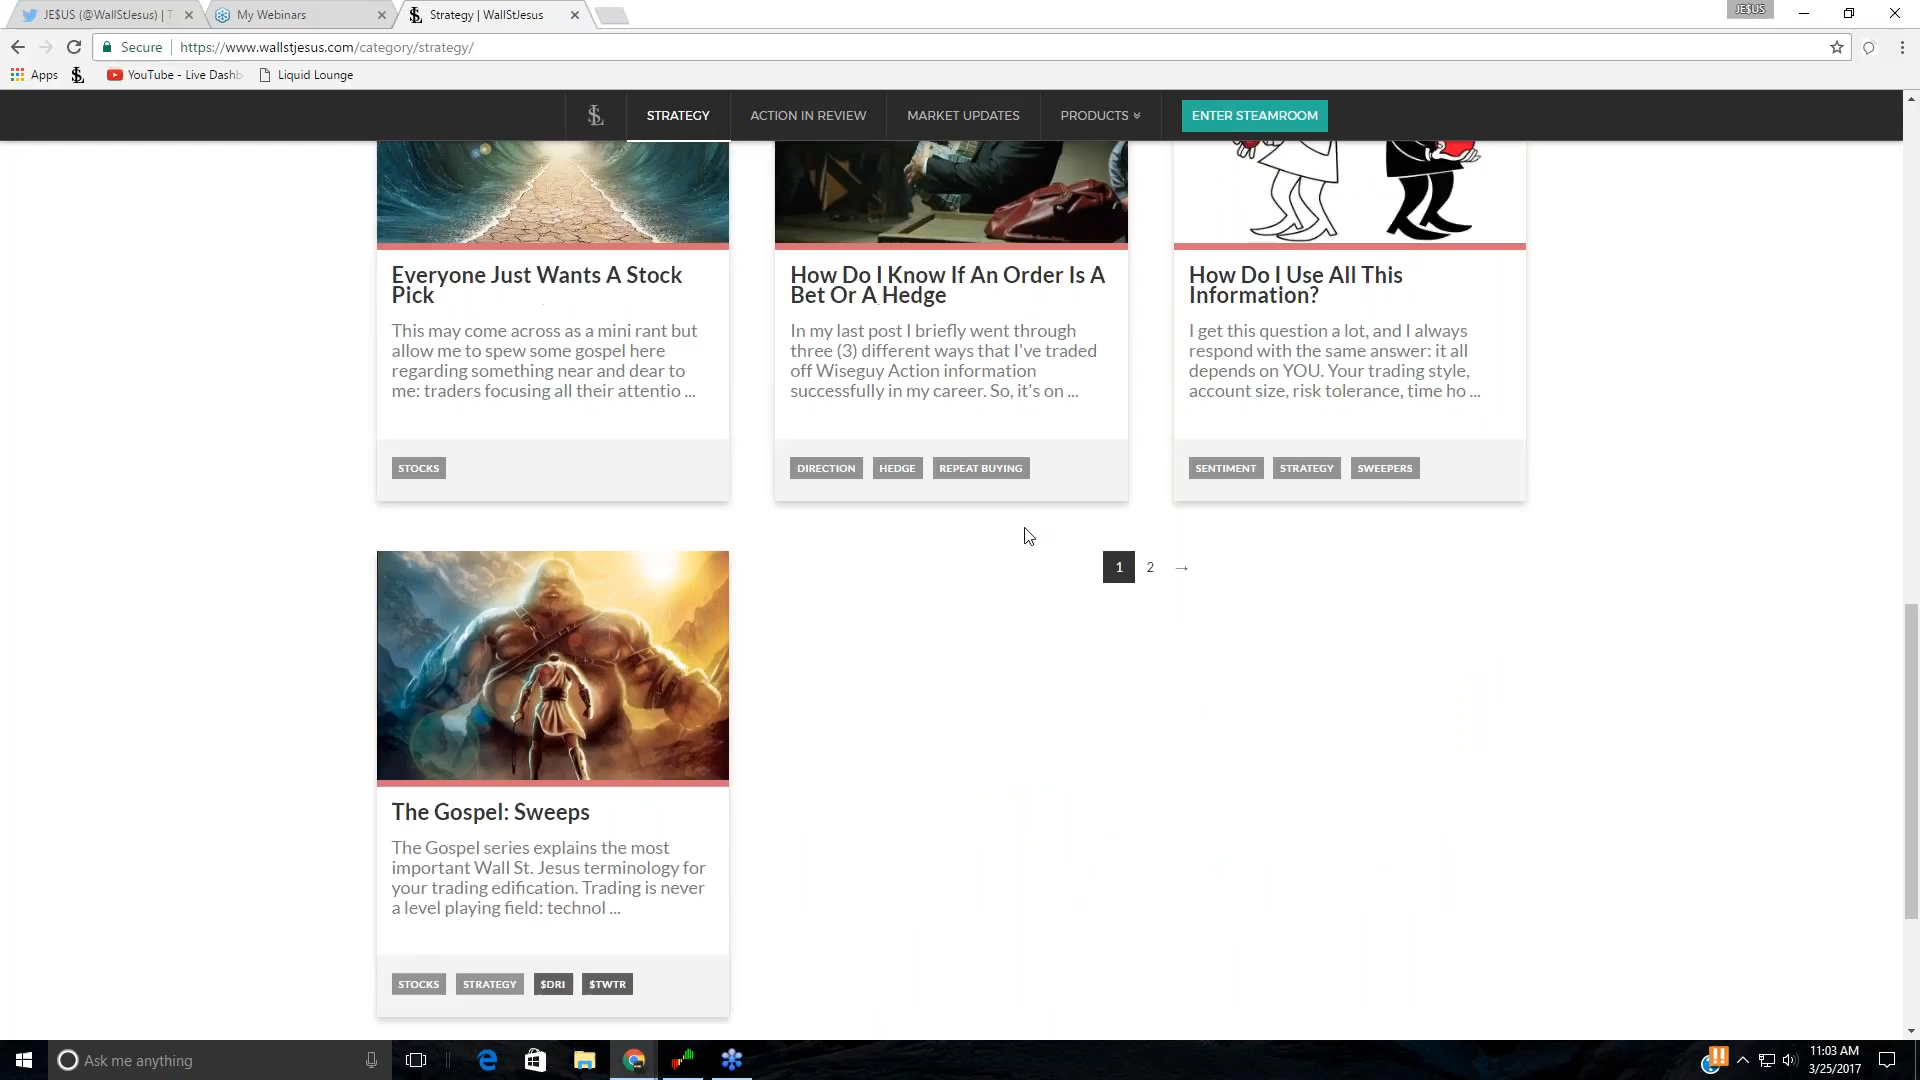 JE$US (@WallStJesus) | T
My Webinars
Strategy | WallStJesus
JE$US
Secure
https://www.wallstjesus.com/category/strategy/
Apps
YouTube - Live Dashb
Liquid Lounge
STRATEGY
ACTION IN REVIEW
MARKET UPDATES
PRODUCTS
ENTER STEAMROOM
Everyone Just Wants A Stock
Pick
This may come across as a mini rant but
allow me to spew some gospel here
regarding something near and dear to
me: traders focusing all their attentio ...
STOCKS
How Do I Know If An Order Is A
Bet Or A Hedge
In my last post I briefly went through
three (3) different ways that I've traded
off Wiseguy Action information
successfully in my career. So, it's on ...
DIRECTION HEDGE REPEAT BUYING
How Do I Use All This
Information?
I get this question a lot, and I always
respond with the same answer: it all
depends on YOU. Your trading style,
account size, risk tolerance, time ho ...
SENTIMENT STRATEGY SWEEPERS
1 2 →
The Gospel: Sweeps
The Gospel series explains the most
important Wall St. Jesus terminology for
your trading edification. Trading is never
a level playing field: technol ...
STOCKS STRATEGY $DRI $TWTR
Ask me anything
11:03 AM
3/25/2017